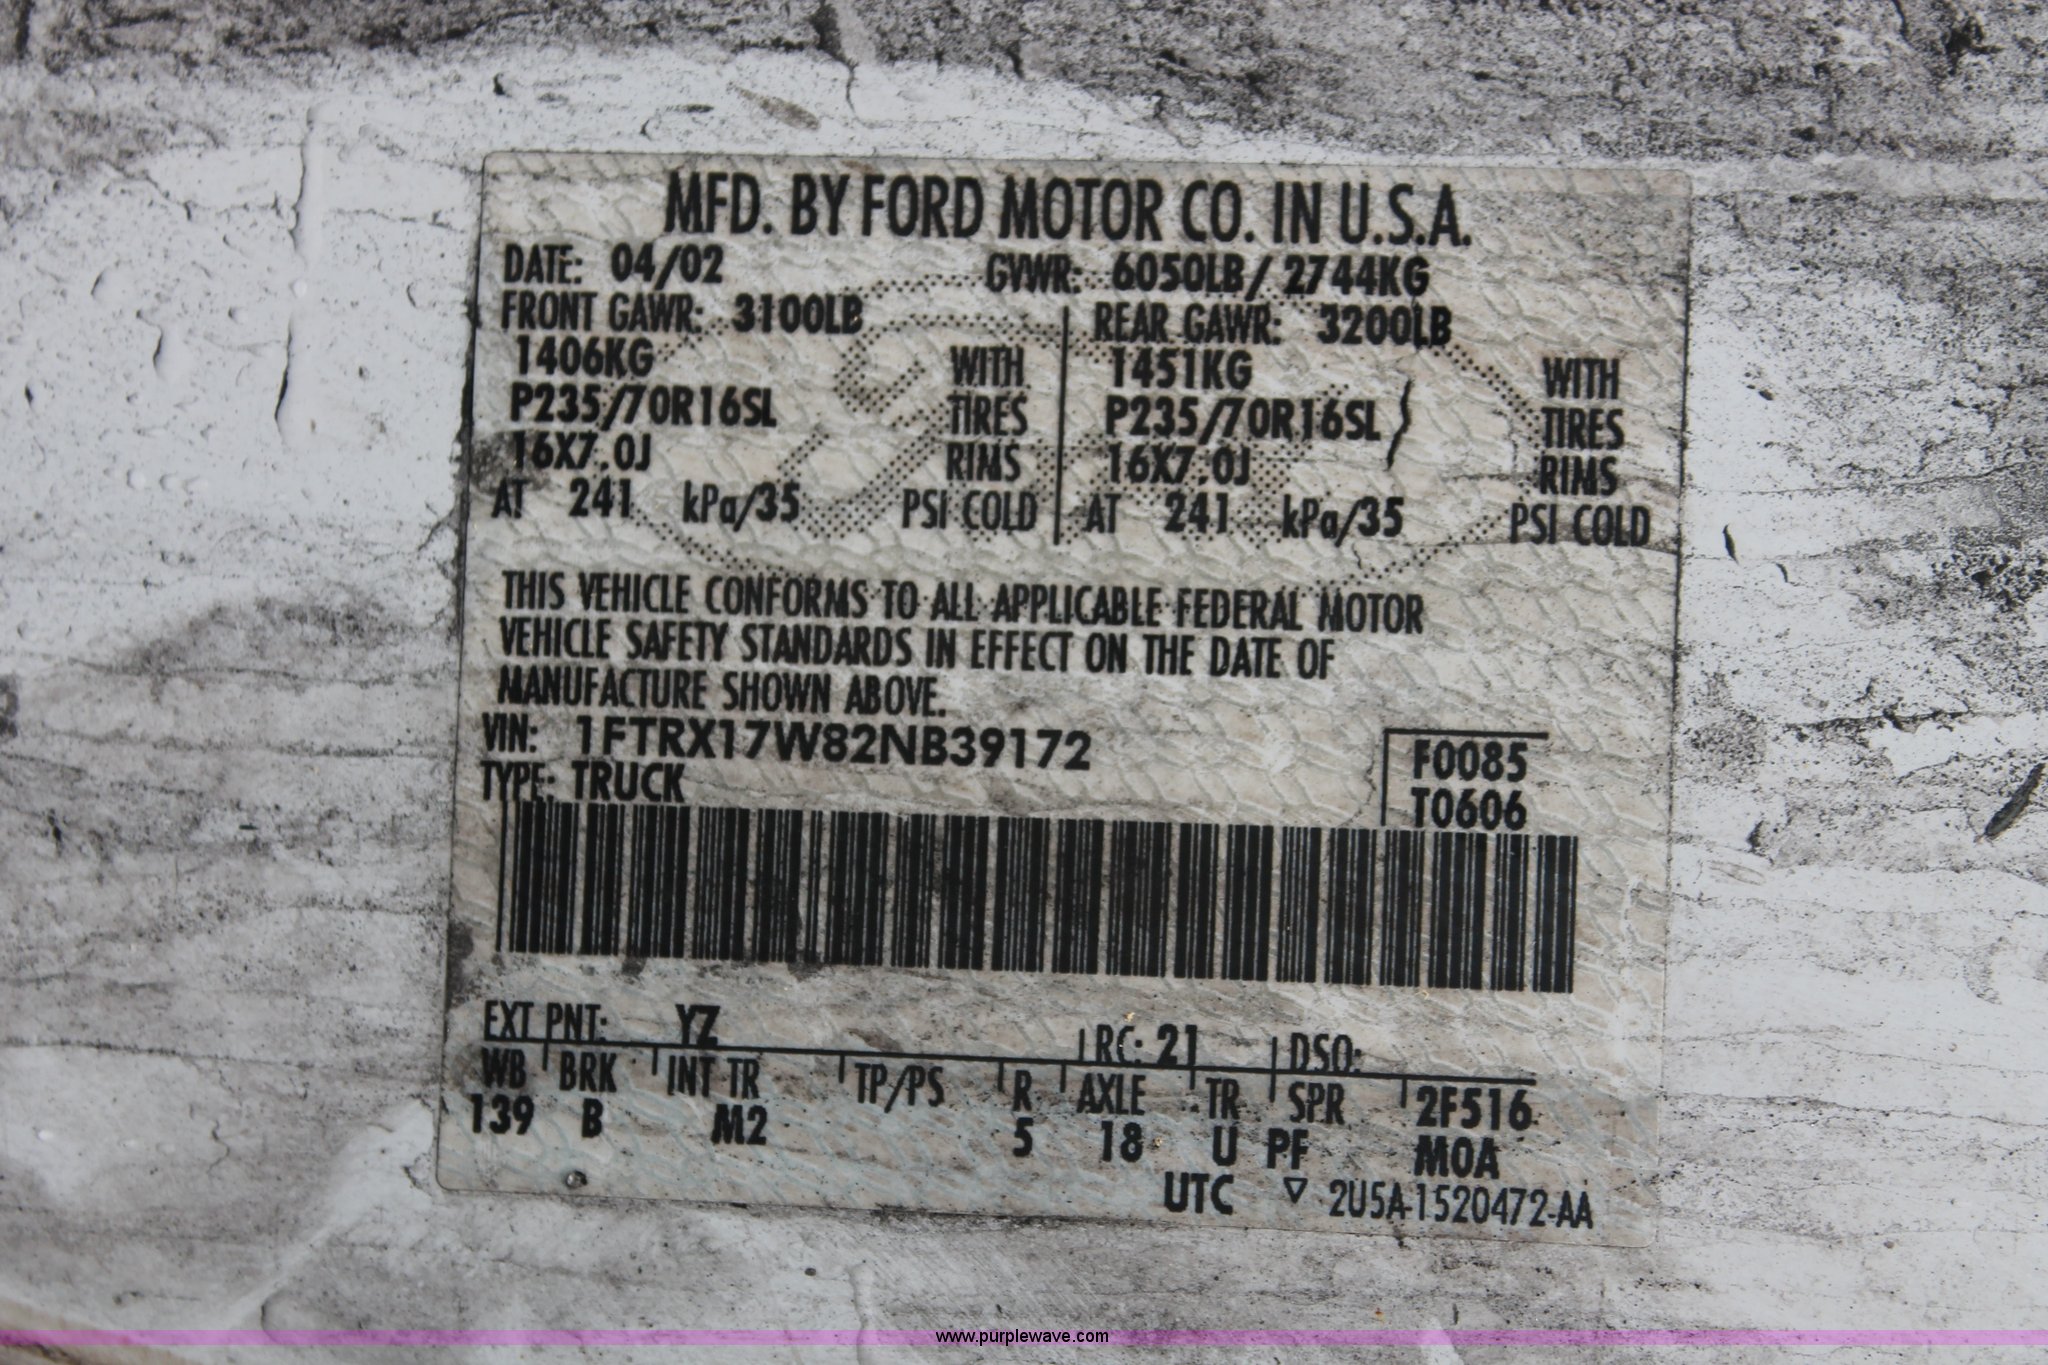 MFD. BY FORD MOTOR CO. IN U.S.A.
DATE: 04/02 GVWR: 6050LB/ 2744KG
FRONT GAWR: 3100LB REAR GAWR: 3200LB
1406KG WITH 1451KG WITH
P235/70R16SL TIRES P235/70R16SL TIRES
16X7.0J RIMS 16X7.0J RIMS
AT 241 kPa/35 PSI COLD AT 241 kPa/35 PSI COLD
THIS VEHICLE CONFORMS TO ALL APPLICABLE FEDERAL MOTOR
VEHICLE SAFETY STANDARDS IN EFFECT ON THE DATE OF
MANUFACTURE SHOWN ABOVE.
VIN: 1FTRX17W82NB39172 F0085
TYPE: TRUCK T0606
EXT PNT: YZ RC: 21 DSO:
WB BRK INT TR TP/PS R AXLE TR SPR 2F516
139 B M2 5 18 U PF M0A
UTC ▽ 2U5A-1520472-AA
www.purplewave.com